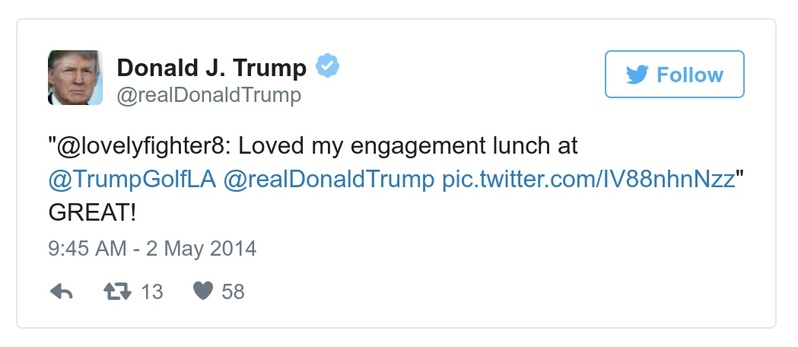 Donald J. Trump
@realDonaldTrump
Follow
"@lovelyfighter8: Loved my engagement lunch at
@TrumpGolfLA @realDonaldTrump pic.twitter.com/IV88nhnNzz"
GREAT!
9:45 AM - 2 May 2014
13 58